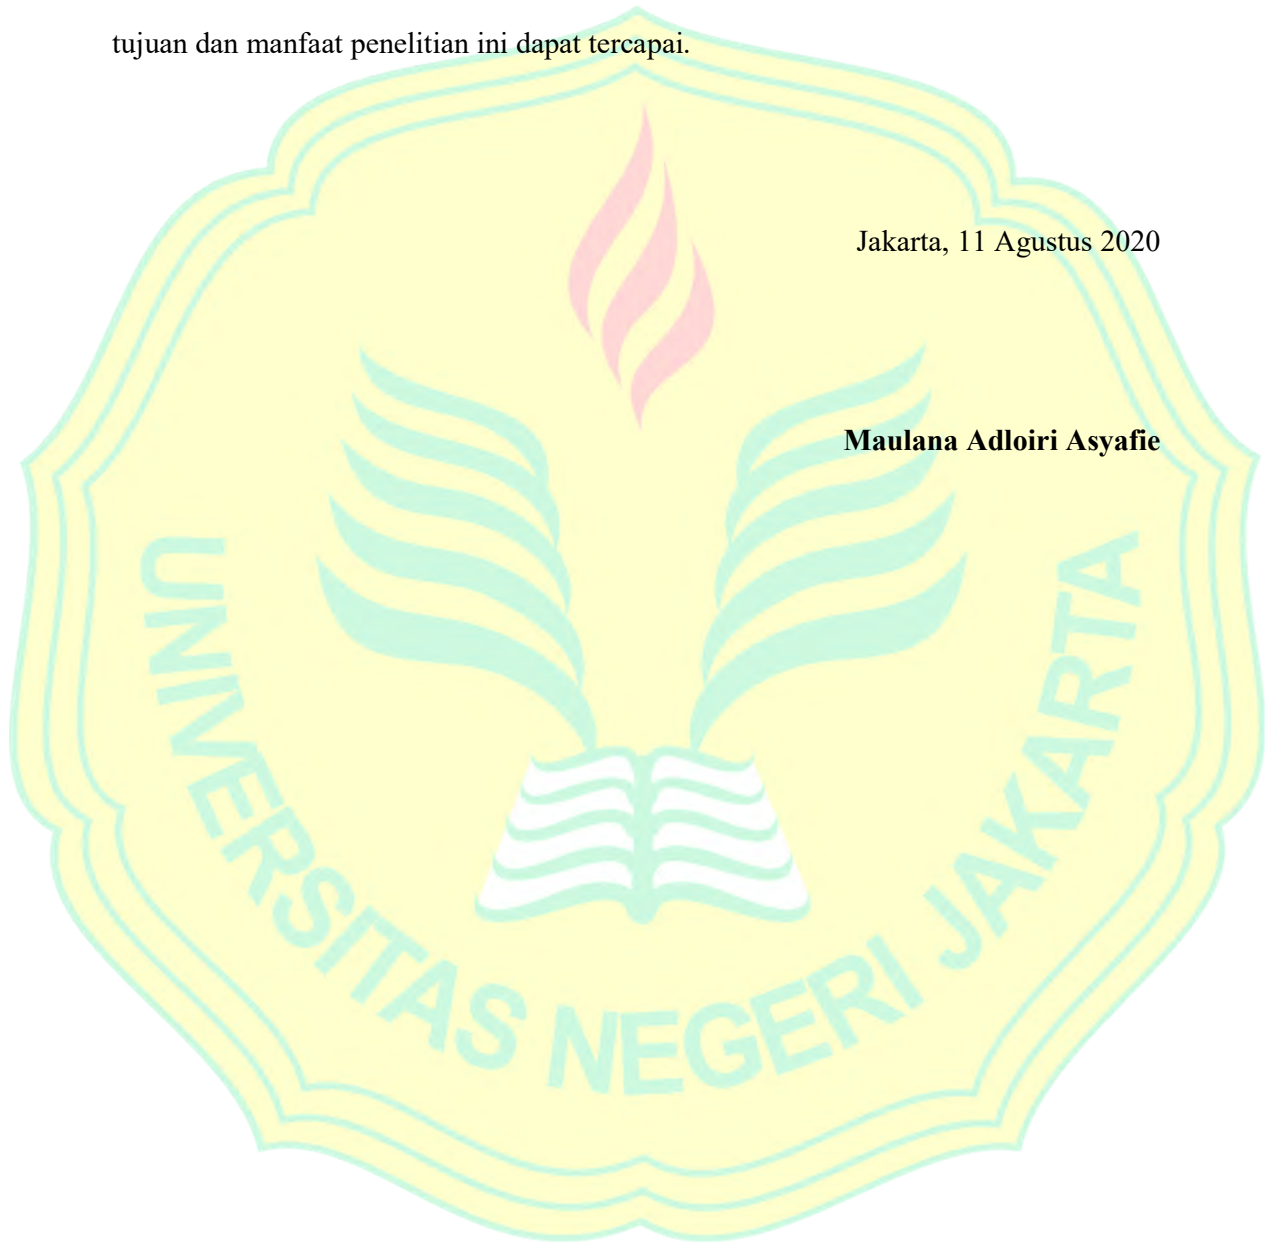 tujuan dan manfaat penelitian ini dapat tercapai.
Jakarta, 11 Agustus 2020
Maulana Adloiri Asyafie
UNIVERSITAS NEGERI JAKARTA